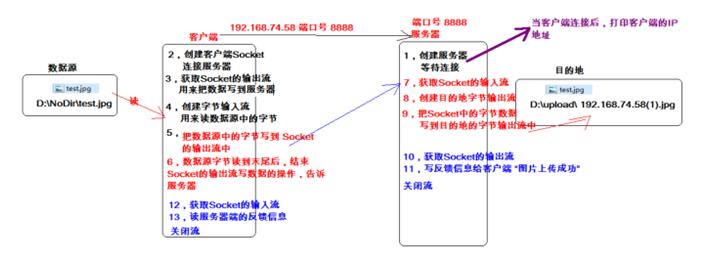 192.168.74.58 端口号 8888
端口号 8888
当客户端连接后，打印客户端的IP
地址
客户端
服务器
数据源
test.jpg
D:\NoDir\test.jpg
读
2，创建客户端Socket
连接服务器
3，获取Socket的输出流
用来把数据写到服务器
4，创建字节输入流
用来读数据源中的字节
5，
把数据源中的字节写到 Socket
的输出流中
6，数据源字节读到末尾后，结束
Socket的输出流写数据的操作，告诉
服务器
12，获取Socket的输入流
13，读服务器端的反馈信息
关闭流
1，创建服务器
等待连接
7，获取Socket的输入流
8，创建目的地字节输出流
9，把Socket中的字节数据
写到目的地的字节输出流中
10，获取Socket的输出流
11，写反馈信息给客户端 “图片上传成功”
关闭流
目的地
test.jpg
D:\upload\ 192.168.74.58(1).jpg